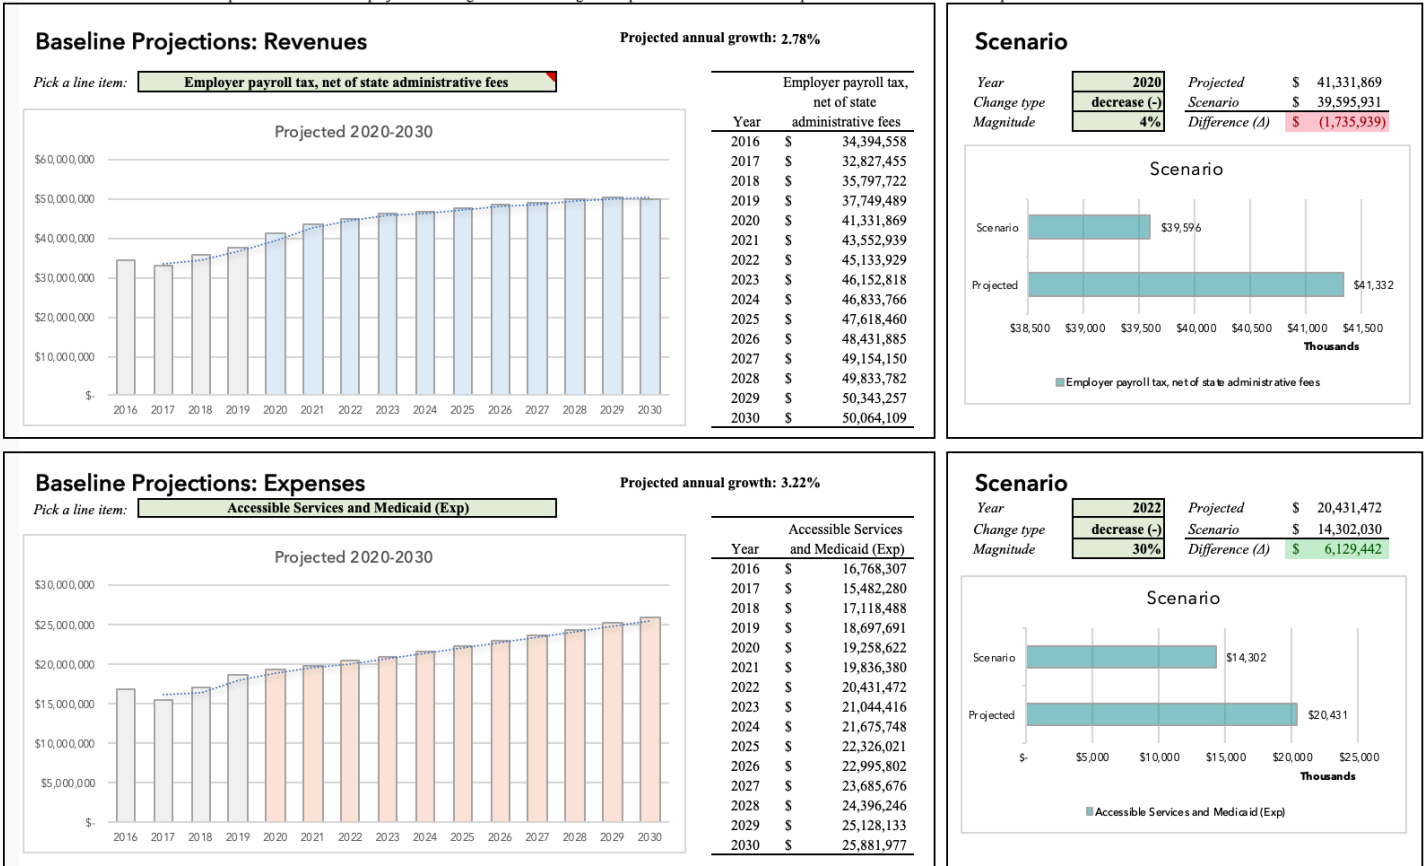 Baseline Projections: Revenues
Projected annual growth: 2.78%
Pick a line item: Employer payroll tax, net of state administrative fees
Projected 2020-2030
$60,000,000
$50,000,000
$40,000,000
$30,000,000
$20,000,000
$10,000,000
$-
2016 2017 2018 2019 2020 2021 2022 2023 2024 2025 2026 2027 2028 2029 2030
Employer payroll tax,
net of state
Year administrative fees
2016 $ 34,394,558
2017 $ 32,827,455
2018 $ 35,797,722
2019 $ 37,749,489
2020 $ 41,331,869
2021 $ 43,552,939
2022 $ 45,133,929
2023 $ 46,152,818
2024 $ 46,833,766
2025 $ 47,618,460
2026 $ 48,431,885
2027 $ 49,154,150
2028 $ 49,833,782
2029 $ 50,343,257
2030 $ 50,064,109
Scenario
Year 2020 Projected $ 41,331,869
Change type decrease (-) Scenario $ 39,595,931
Magnitude 4% Difference (Δ) $ (1,735,939)
Scenario
Scenario $39,596
Projected $41,332
$38,500 $39,000 $39,500 $40,000 $40,500 $41,000 $41,500
Thousands
Employer payroll tax, net of state administrative fees
Baseline Projections: Expenses
Projected annual growth: 3.22%
Pick a line item: Accessible Services and Medicaid (Exp)
Projected 2020-2030
$30,000,000
$25,000,000
$20,000,000
$15,000,000
$10,000,000
$5,000,000
$-
2016 2017 2018 2019 2020 2021 2022 2023 2024 2025 2026 2027 2028 2029 2030
Accessible Services
Year and Medicaid (Exp)
2016 $ 16,768,307
2017 $ 15,482,280
2018 $ 17,118,488
2019 $ 18,697,691
2020 $ 19,258,622
2021 $ 19,836,380
2022 $ 20,431,472
2023 $ 21,044,416
2024 $ 21,675,748
2025 $ 22,326,021
2026 $ 22,995,802
2027 $ 23,685,676
2028 $ 24,396,246
2029 $ 25,128,133
2030 $ 25,881,977
Scenario
Year 2022 Projected $ 20,431,472
Change type decrease (-) Scenario $ 14,302,030
Magnitude 30% Difference (Δ) $ 6,129,442
Scenario
Scenario $14,302
Projected $20,431
$- $5,000 $10,000 $15,000 $20,000 $25,000
Thousands
Accessible Services and Medicaid (Exp)